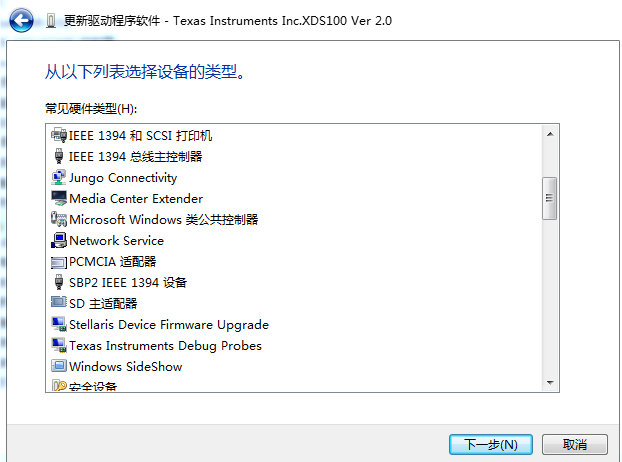 更新驱动程序软件 - Texas Instruments Inc.XDS100 Ver 2.0
从以下列表选择设备的类型。
常见硬件类型(H):
IEEE 1394 和 SCSI 打印机
IEEE 1394 总线主控制器
Jungo Connectivity
Media Center Extender
Microsoft Windows 类公共控制器
Network Service
PCMCIA 适配器
SBP2 IEEE 1394 设备
SD 主适配器
Stellaris Device Firmware Upgrade
Texas Instruments Debug Probes
Windows SideShow
安全设备
下一步(N)
取消